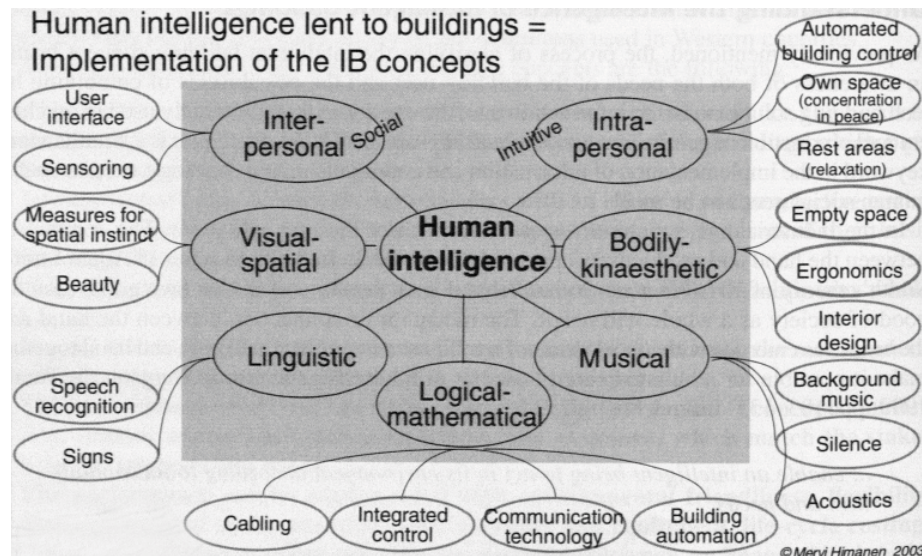 Human intelligence lent to buildings =
Implementation of the IB concepts
User
interface
Sensoring
Measures for
spatial instinct
Beauty
Speech
recognition
Signs
Inter-
personal
Social
Intuitive
Intra-
personal
Visual-
spatial
Human
intelligence
Bodily-
kinaesthetic
Linguistic
Logical-
mathematical
Musical
Automated
building control
Own space
(concentration
in peace)
Rest areas
(relaxation)
Empty space
Ergonomics
Interior
design
Background
music
Silence
Acoustics
Cabling
Integrated
control
Communication
technology
Building
automation
©Mervi Himanen 2003